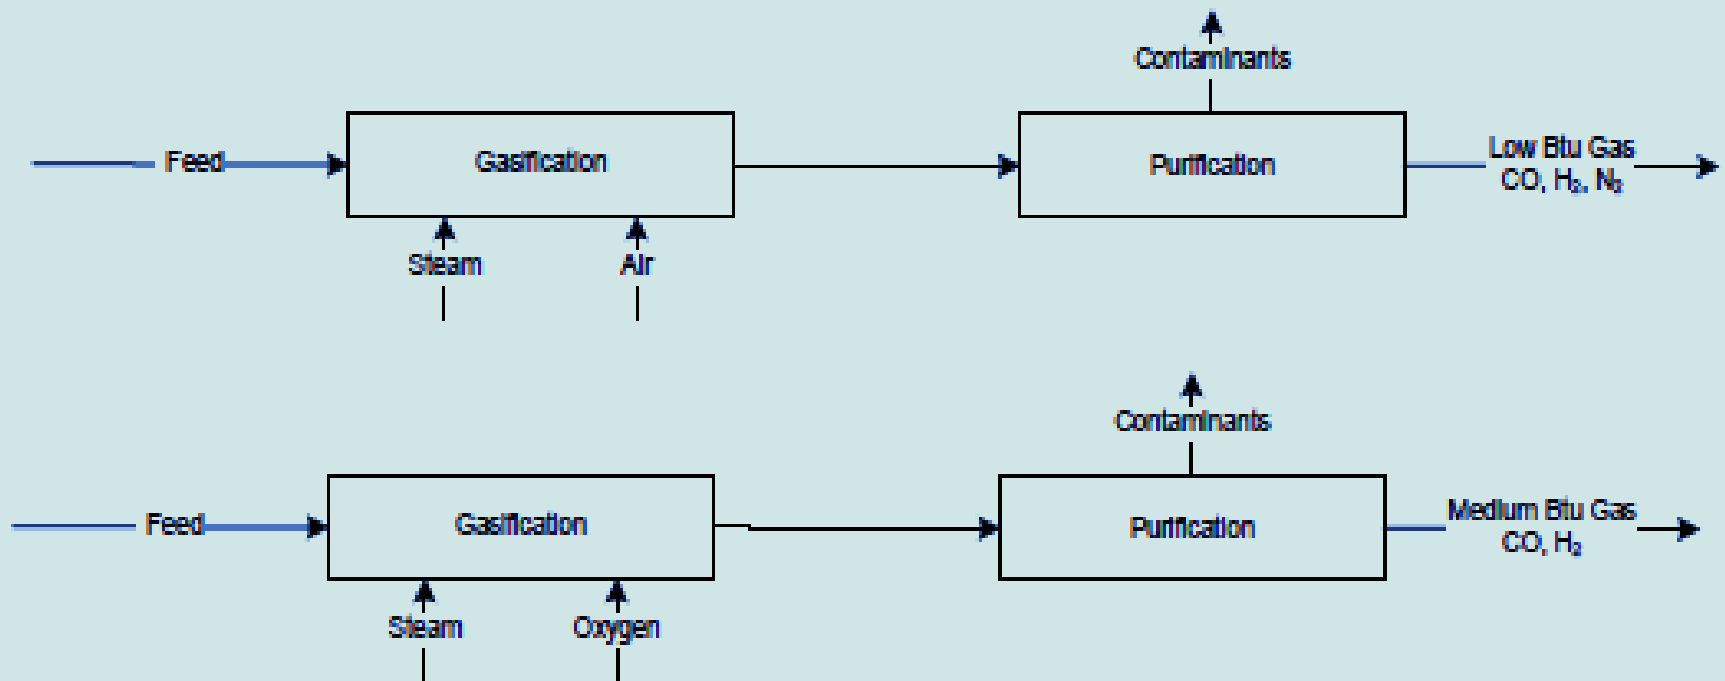 Contaminants
Feed
Gasification
Purification
Low Btu Gas
CO, H₂, N₂
Steam
Air
Contaminants
Feed
Gasification
Purification
Medium Btu Gas
CO, H₂
Steam
Oxygen